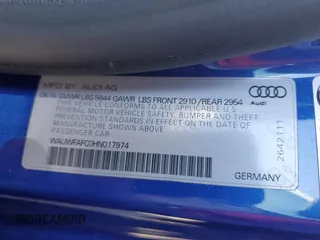 MFD BY: AUDI AG
GVWR LBS 5644 GAWR LBS FRONT 2910 / REAR 2954
THIS VEHICLE CONFORMS TO ALL APPLICABLE
FEDERAL MOTOR VEHICLE SAFETY, BUMPER AND THEFT
PREVENTION STANDARDS IN EFFECT ON THE DATE OF
MANUFACTURE SHOWN ABOVE.
PASSENGER CAR
WAUWFAFC0HN017974
Audi
2642111
GERMANY